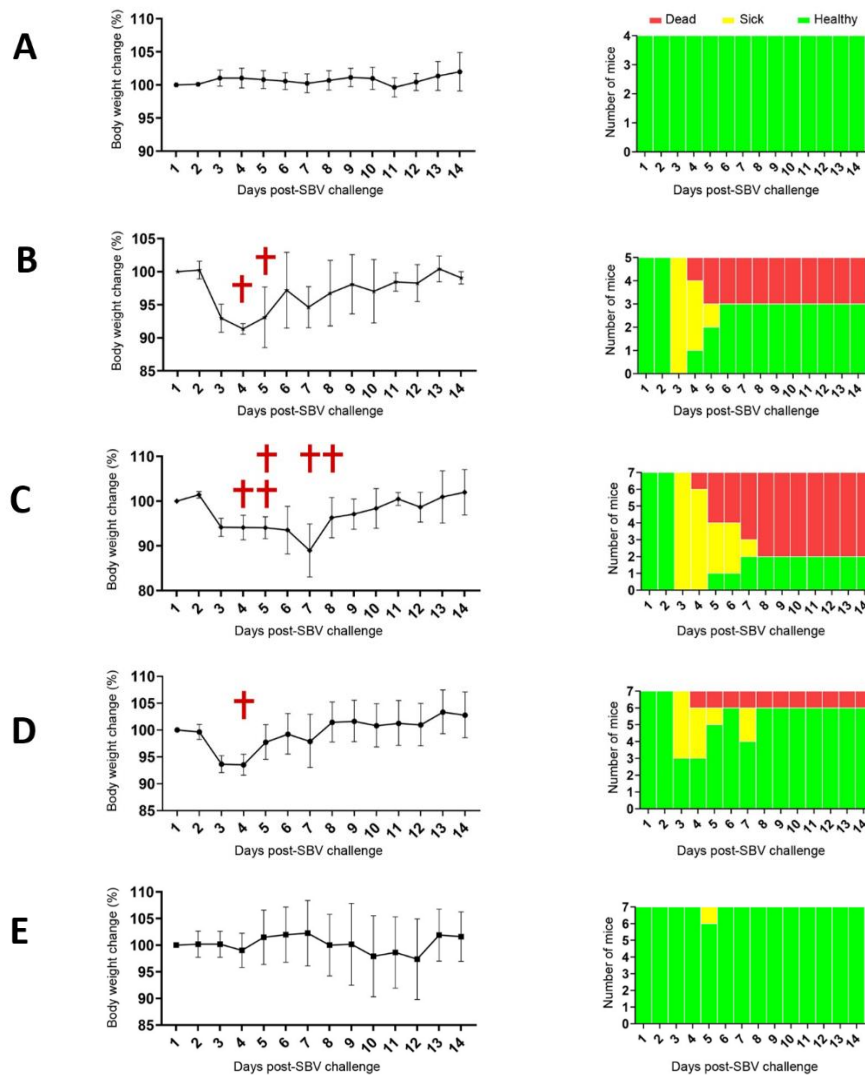 A
Body weight change (%)
110
105
100
95
90
1 2 3 4 5 6 7 8 9 10 11 12 13 14
Days post-SBV challenge
Dead Sick Healthy
Number of mice
4
3
2
1
0
1 2 3 4 5 6 7 8 9 10 11 12 13 14
Days post-SBV challenge
B
Body weight change (%)
105
100
95
90
85
1 2 3 4 5 6 7 8 9 10 11 12 13 14
Days post-SBV challenge
Number of mice
5
4
3
2
1
0
1 2 3 4 5 6 7 8 9 10 11 12 13 14
Days post-SBV challenge
C
Body weight change (%)
110
100
90
80
1 2 3 4 5 6 7 8 9 10 11 12 13 14
Days post-SBV challenge
Number of mice
7
6
5
4
3
2
1
0
1 2 3 4 5 6 7 8 9 10 11 12 13 14
Days post-SBV challenge
D
Body weight change (%)
110
105
100
95
90
85
1 2 3 4 5 6 7 8 9 10 11 12 13 14
Days post-SBV challenge
Number of mice
7
6
5
4
3
2
1
0
1 2 3 4 5 6 7 8 9 10 11 12 13 14
Days post-SBV challenge
E
Body weight change (%)
110
105
100
95
90
85
1 2 3 4 5 6 7 8 9 10 11 12 13 14
Days post-SBV challenge
Number of mice
7
6
5
4
3
2
1
0
1 2 3 4 5 6 7 8 9 10 11 12 13 14
Days post-SBV challenge